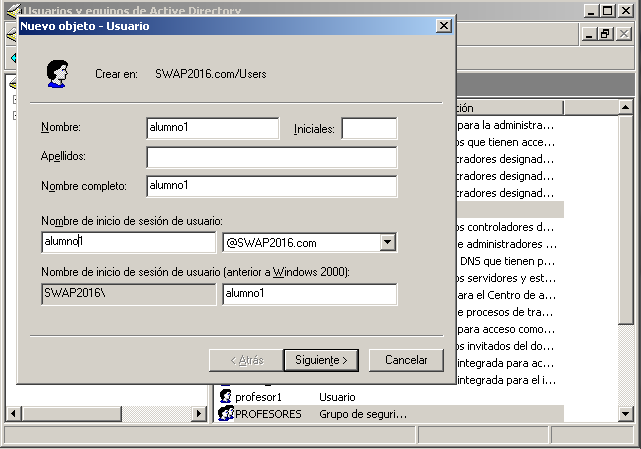 Usuarios y equipos de Active Directory
Nuevo objeto - Usuario
Crear en: SWAP2016.com/Users
Nombre: alumno1 Iniciales:
Apellidos:
Nombre completo: alumno1
Nombre de inicio de sesión de usuario:
alumno1 @SWAP2016.com
Nombre de inicio de sesión de usuario (anterior a Windows 2000):
SWAP2016\ alumno1
< Atrás Siguiente > Cancelar
ción
para la administra...
os que tienen acce...
tradores designad...
tradores designad...
tradores designad...
os controladores d...
e administradores ...
DNS que tienen p...
os servidores y est...
ara el Centro de a...
e procesos de tra...
para acceso como...
os invitados del do...
integrada para ac...
integrada para el i...
profesor1 Usuario
PROFESORES Grupo de seguri...